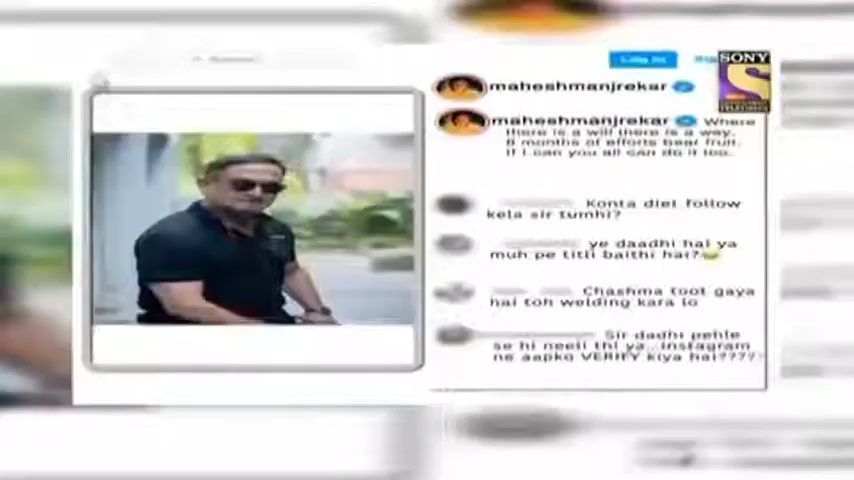 Log In
SONY
maheshmanjrekar
maheshmanjrekar Where
there is a will there is a way.
8 months of efforts bear fruit.
If I can you all can do it too.
Konta diet follow
kela sir tumhi?
ye daadhi hai ya
muh pe titli baithi hai?😂
Chashma toot gaya
hai toh welding kara lo
Sir dadhi pehle
se hi neeli thi ya.. Instagram
ne aapko VERIFY kiya hai????